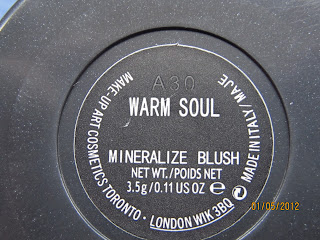 A30
WARM SOUL
MINERALIZE BLUSH
NET WT./POIDS NET
3.5g/0.11 US OZ ℮
MAKE-UP ART COSMETICS TORONTO · LONDON W1K 3BQ
MADE IN ITALY/MAJE
01/05/2012